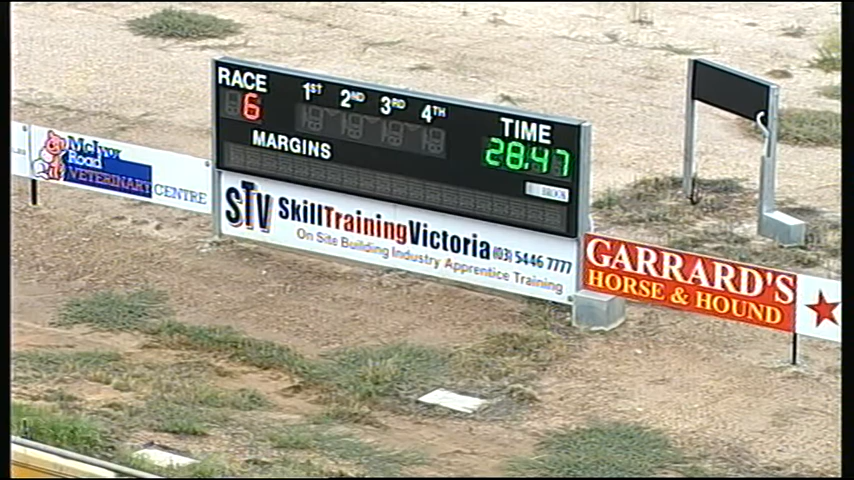 RACE 1ST 2ND 3RD 4TH
6
TIME
28.47
MARGINS
McIvor
Road
VETERINARY CENTRE
STV SkillTrainingVictoria (03) 5446 7777
On Site Building Industry Apprentice Training
GARRARD'S
HORSE & HOUND